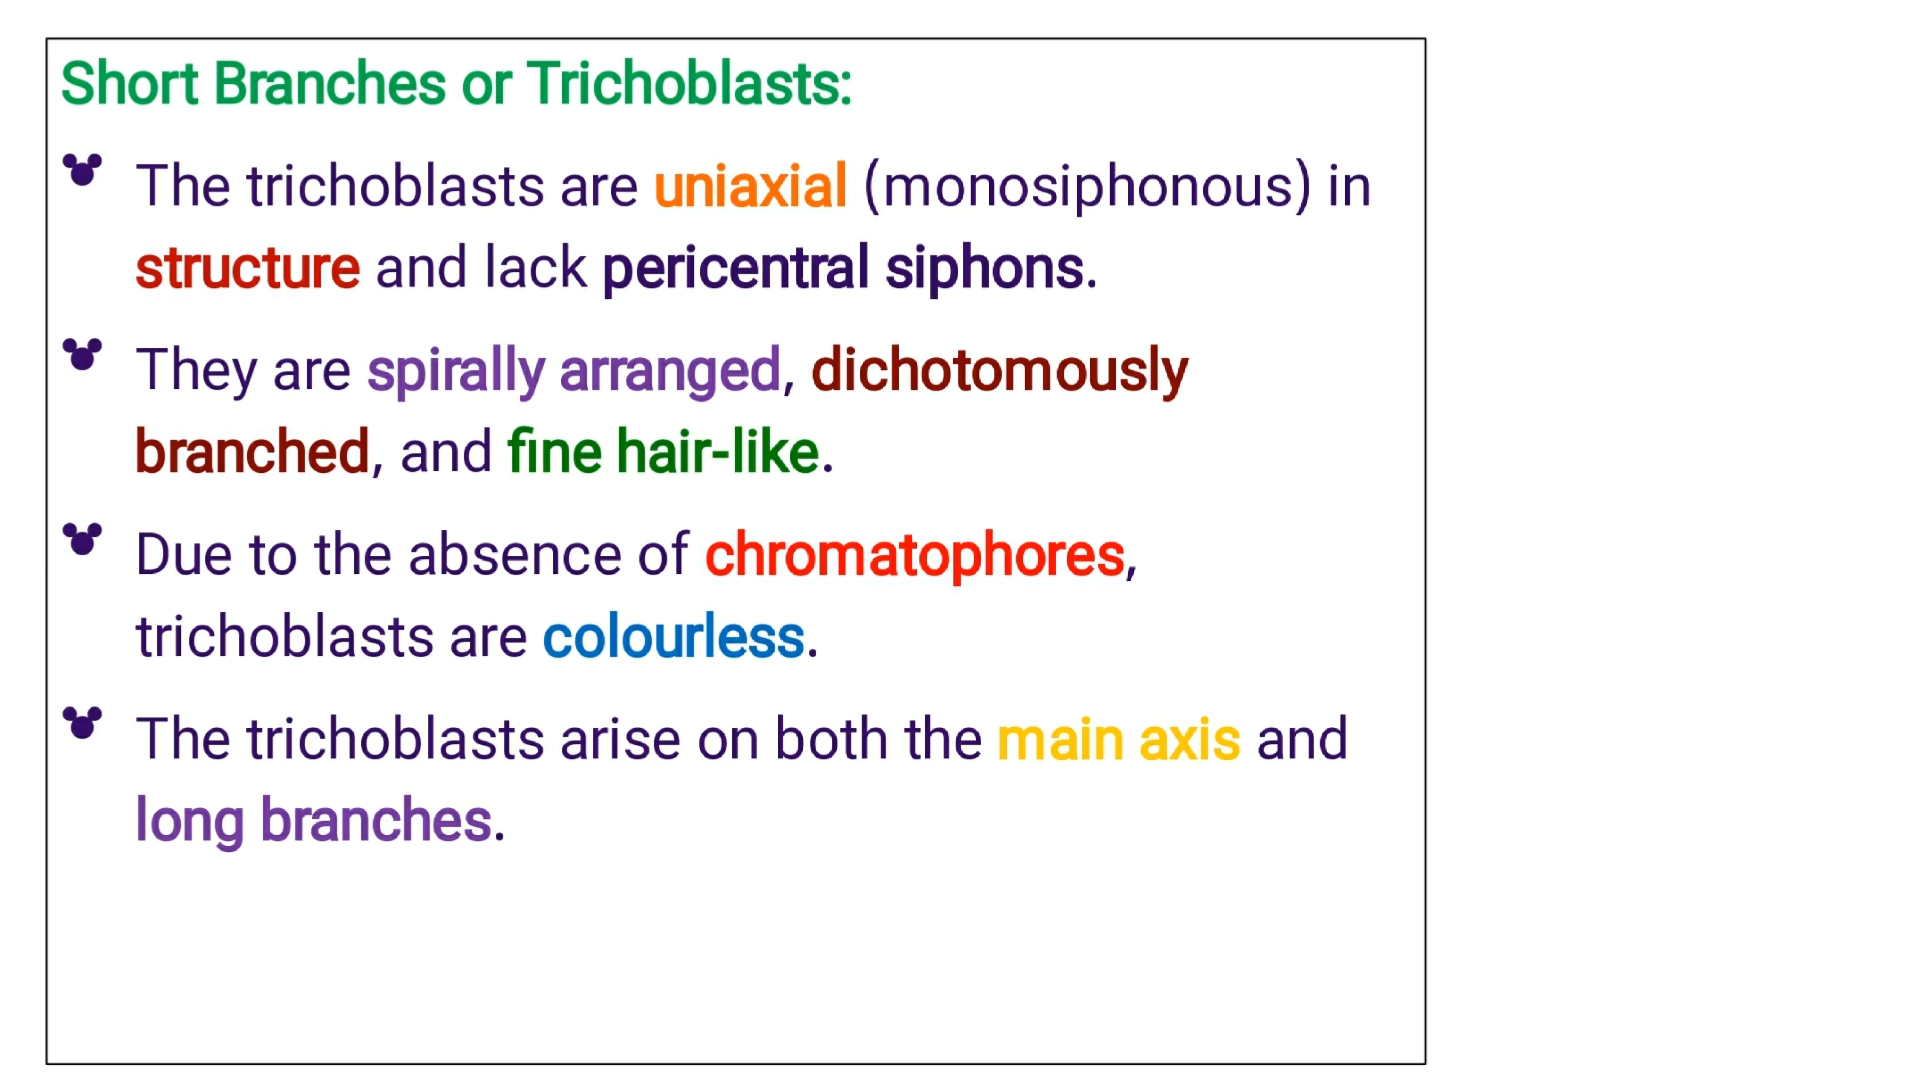 Short Branches or Trichoblasts:
The trichoblasts are uniaxial (monosiphonous) in
structure and lack pericentral siphons.
They are spirally arranged, dichotomously
branched, and fine hair-like.
Due to the absence of chromatophores,
trichoblasts are colourless.
The trichoblasts arise on both the main axis and
long branches.